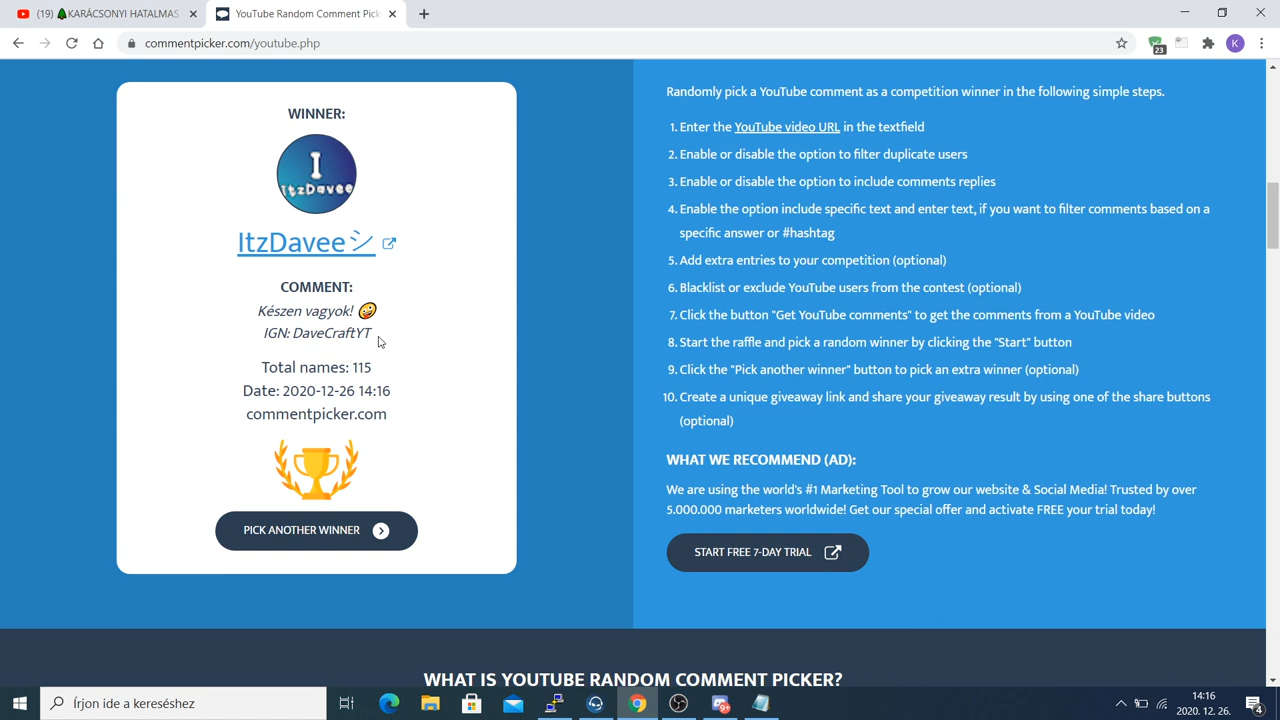 (19) 🌲KARÁCSONYI HATALMAS
YouTube Random Comment Pick
commentpicker.com/youtube.php
23
K
WINNER:
I
ItzDavee
ItzDaveeシ
COMMENT:
Készen vagyok! 🤪
IGN: DaveCraftYT
Total names: 115
Date: 2020-12-26 14:16
commentpicker.com
PICK ANOTHER WINNER
Randomly pick a YouTube comment as a competition winner in the following simple steps.
1. Enter the YouTube video URL in the textfield
2. Enable or disable the option to filter duplicate users
3. Enable or disable the option to include comments replies
4. Enable the option include specific text and enter text, if you want to filter comments based on a
specific answer or #hashtag
5. Add extra entries to your competition (optional)
6. Blacklist or exclude YouTube users from the contest (optional)
7. Click the button "Get YouTube comments" to get the comments from a YouTube video
8. Start the raffle and pick a random winner by clicking the "Start" button
9. Click the "Pick another winner" button to pick an extra winner (optional)
10. Create a unique giveaway link and share your giveaway result by using one of the share buttons
(optional)
WHAT WE RECOMMEND (AD):
We are using the world's #1 Marketing Tool to grow our website & Social Media! Trusted by over
5.000.000 marketers worldwide! Get our special offer and activate FREE your trial today!
START FREE 7-DAY TRIAL
WHAT IS YOUTUBE RANDOM COMMENT PICKER?
Írjon ide a kereséshez
14:16
2020. 12. 26.
4